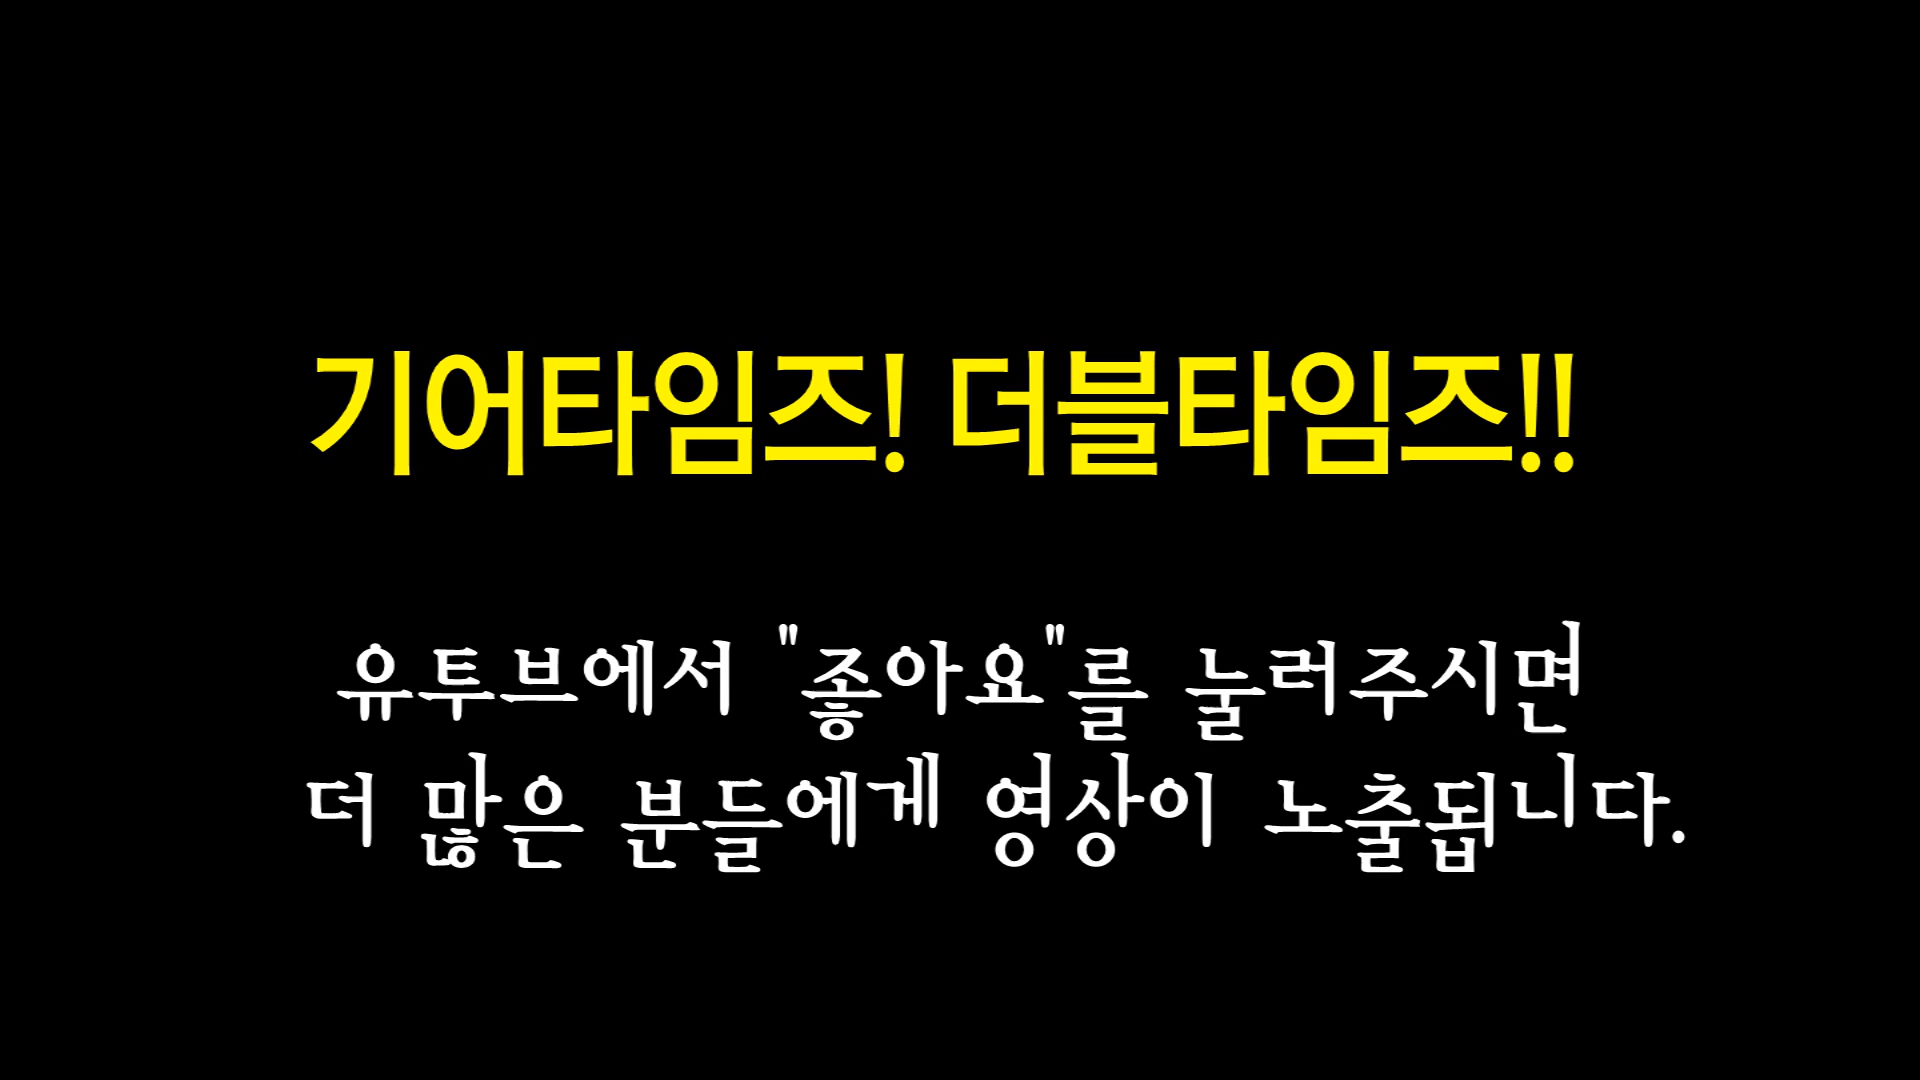 기어타임즈! 더블타임즈!!
유투브에서 "좋아요"를 눌러주시면
더 많은 분들에게 영상이 노출됩니다.